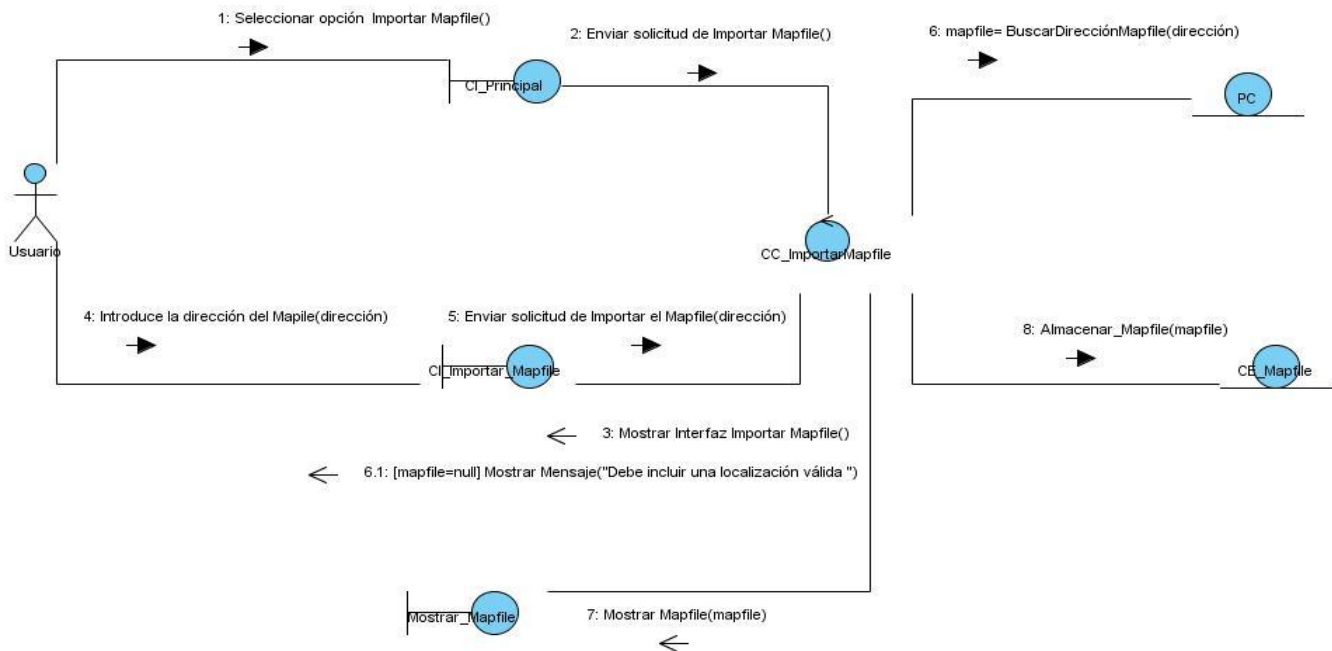 1: Seleccionar opción  Importar Mapfile()
2: Enviar solicitud de Importar Mapfile()
6: mapfile= BuscarDirecciónMapfile(dirección)
CI_Principal
PC
Usuario
CC_ImportarMapfile
4: Introduce la dirección del Mapile(dirección)
5: Enviar solicitud de Importar el Mapfile(dirección)
8: Almacenar_Mapfile(mapfile)
CI_Importar_Mapfile
CE_Mapfile
3: Mostrar Interfaz Importar Mapfile()
6.1: [mapfile=null] Mostrar Mensaje("Debe incluir una localización válida ")
Mostrar_Mapfile
7: Mostrar Mapfile(mapfile)